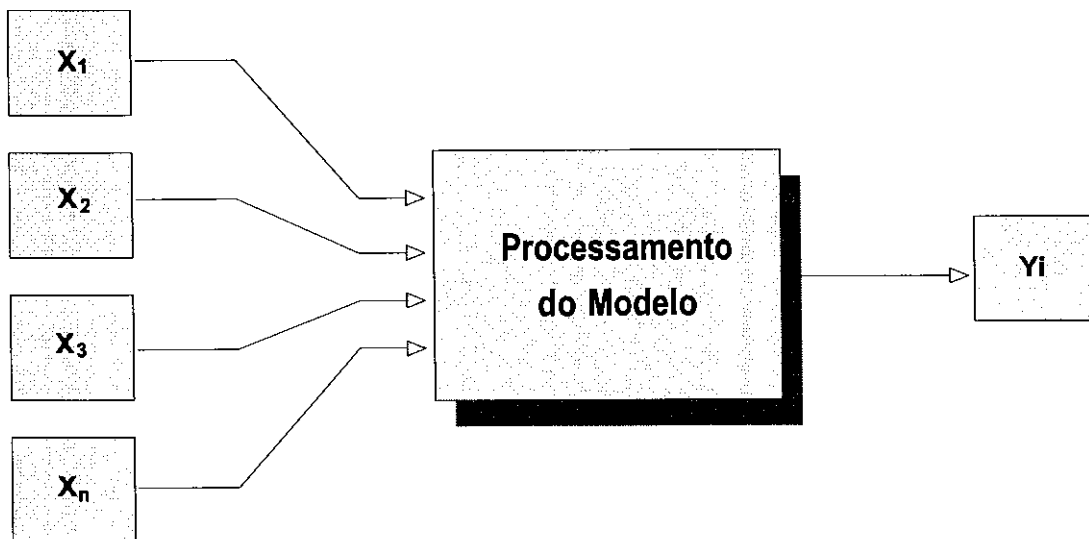 X₁
X₂
X₃
Xₙ
Processamento
do Modelo
Yi